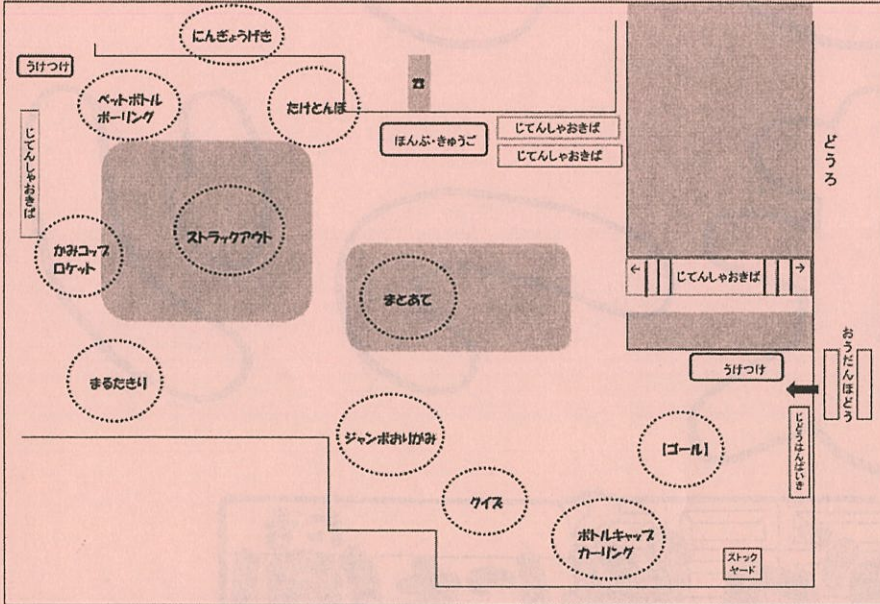 にんぎょうげき
うけつけ
ペットボトル
ボーリング
たけとんぼ
☎
ほんぶ・きゅうご
じてんしゃおきば
じてんしゃおきば
どうろ
じてんしゃおきば
ストラックアウト
かみコップ
ロケット
まとあて
←
じてんしゃおきば
→
まるたきり
うけつけ
おうだんほどう
ジャンボおりがみ
【ゴール】
じどうはんばいき
クイズ
ボトルキャップ
カーリング
ストック
ヤード